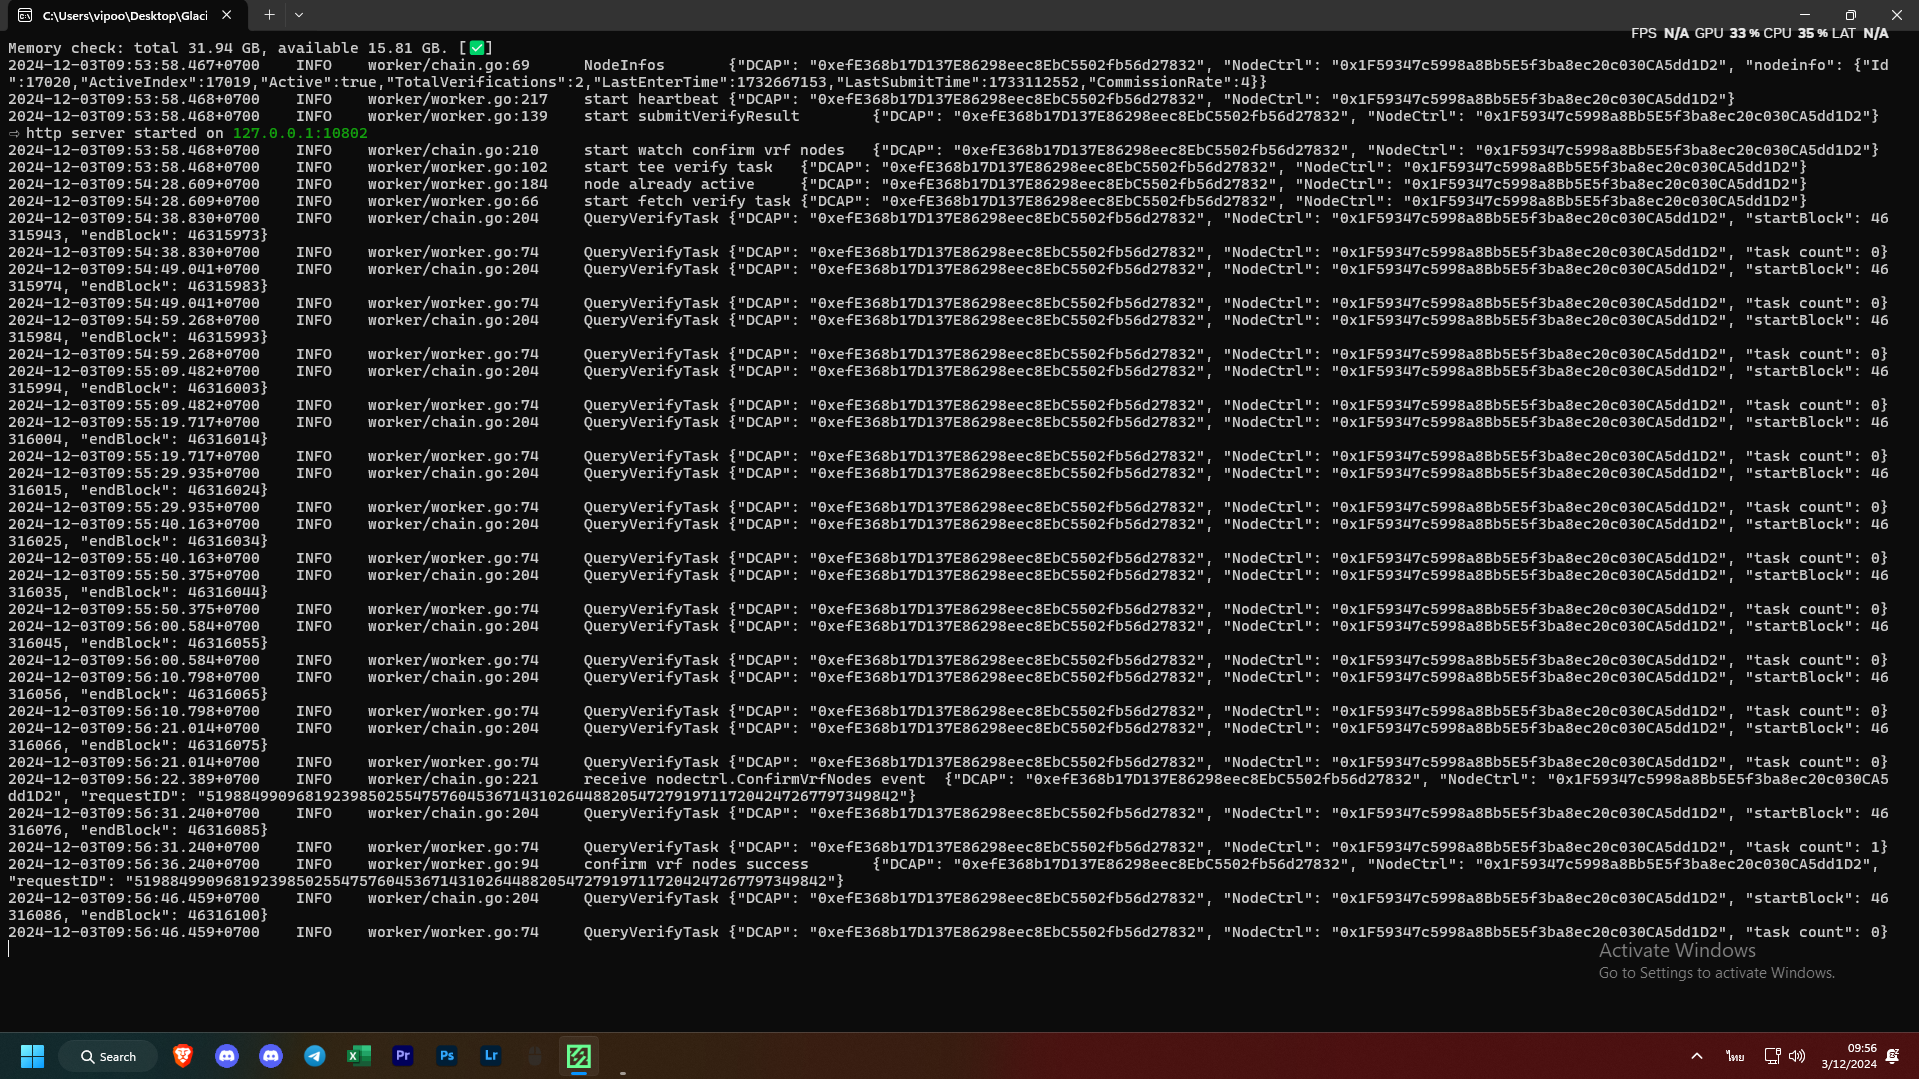 C:\Users\vipoo\Desktop\Glaci
FPS N/A GPU 33 % CPU 35 % LAT N/A
Memory check: total 31.94 GB, available 15.81 GB. [✅]
2024-12-03T09:53:58.467+0700 INFO worker/chain.go:69 NodeInfos {"DCAP": "0xefE368b17D137E86298eec8EbC5502fb56d27832", "NodeCtrl": "0x1F59347c5998a8Bb5E5f3ba8ec20c030CA5dd1D2", "nodeinfo": {"Id
":17020,"ActiveIndex":17019,"Active":true,"TotalVerifications":2,"LastEnterTime":1732667153,"LastSubmitTime":1733112552,"CommissionRate":4}}
2024-12-03T09:53:58.468+0700 INFO worker/worker.go:217 start heartbeat {"DCAP": "0xefE368b17D137E86298eec8EbC5502fb56d27832", "NodeCtrl": "0x1F59347c5998a8Bb5E5f3ba8ec20c030CA5dd1D2"}
2024-12-03T09:53:58.468+0700 INFO worker/worker.go:139 start submitVerifyResult {"DCAP": "0xefE368b17D137E86298eec8EbC5502fb56d27832", "NodeCtrl": "0x1F59347c5998a8Bb5E5f3ba8ec20c030CA5dd1D2"}
⇨ http server started on 127.0.0.1:10802
2024-12-03T09:53:58.468+0700 INFO worker/chain.go:210 start watch confirm vrf nodes {"DCAP": "0xefE368b17D137E86298eec8EbC5502fb56d27832", "NodeCtrl": "0x1F59347c5998a8Bb5E5f3ba8ec20c030CA5dd1D2"}
2024-12-03T09:53:58.468+0700 INFO worker/worker.go:102 start tee verify task {"DCAP": "0xefE368b17D137E86298eec8EbC5502fb56d27832", "NodeCtrl": "0x1F59347c5998a8Bb5E5f3ba8ec20c030CA5dd1D2"}
2024-12-03T09:54:28.609+0700 INFO worker/worker.go:184 node already active {"DCAP": "0xefE368b17D137E86298eec8EbC5502fb56d27832", "NodeCtrl": "0x1F59347c5998a8Bb5E5f3ba8ec20c030CA5dd1D2"}
2024-12-03T09:54:28.609+0700 INFO worker/worker.go:66 start fetch verify task {"DCAP": "0xefE368b17D137E86298eec8EbC5502fb56d27832", "NodeCtrl": "0x1F59347c5998a8Bb5E5f3ba8ec20c030CA5dd1D2"}
2024-12-03T09:54:38.830+0700 INFO worker/chain.go:204 QueryVerifyTask {"DCAP": "0xefE368b17D137E86298eec8EbC5502fb56d27832", "NodeCtrl": "0x1F59347c5998a8Bb5E5f3ba8ec20c030CA5dd1D2", "startBlock": 46
315943, "endBlock": 46315973}
2024-12-03T09:54:38.830+0700 INFO worker/worker.go:74 QueryVerifyTask {"DCAP": "0xefE368b17D137E86298eec8EbC5502fb56d27832", "NodeCtrl": "0x1F59347c5998a8Bb5E5f3ba8ec20c030CA5dd1D2", "task count": 0}
2024-12-03T09:54:49.041+0700 INFO worker/chain.go:204 QueryVerifyTask {"DCAP": "0xefE368b17D137E86298eec8EbC5502fb56d27832", "NodeCtrl": "0x1F59347c5998a8Bb5E5f3ba8ec20c030CA5dd1D2", "startBlock": 46
315974, "endBlock": 46315983}
2024-12-03T09:54:49.041+0700 INFO worker/worker.go:74 QueryVerifyTask {"DCAP": "0xefE368b17D137E86298eec8EbC5502fb56d27832", "NodeCtrl": "0x1F59347c5998a8Bb5E5f3ba8ec20c030CA5dd1D2", "task count": 0}
2024-12-03T09:54:59.268+0700 INFO worker/chain.go:204 QueryVerifyTask {"DCAP": "0xefE368b17D137E86298eec8EbC5502fb56d27832", "NodeCtrl": "0x1F59347c5998a8Bb5E5f3ba8ec20c030CA5dd1D2", "startBlock": 46
315984, "endBlock": 46315993}
2024-12-03T09:54:59.268+0700 INFO worker/worker.go:74 QueryVerifyTask {"DCAP": "0xefE368b17D137E86298eec8EbC5502fb56d27832", "NodeCtrl": "0x1F59347c5998a8Bb5E5f3ba8ec20c030CA5dd1D2", "task count": 0}
2024-12-03T09:55:09.482+0700 INFO worker/chain.go:204 QueryVerifyTask {"DCAP": "0xefE368b17D137E86298eec8EbC5502fb56d27832", "NodeCtrl": "0x1F59347c5998a8Bb5E5f3ba8ec20c030CA5dd1D2", "startBlock": 46
315994, "endBlock": 46316003}
2024-12-03T09:55:09.482+0700 INFO worker/worker.go:74 QueryVerifyTask {"DCAP": "0xefE368b17D137E86298eec8EbC5502fb56d27832", "NodeCtrl": "0x1F59347c5998a8Bb5E5f3ba8ec20c030CA5dd1D2", "task count": 0}
2024-12-03T09:55:19.717+0700 INFO worker/chain.go:204 QueryVerifyTask {"DCAP": "0xefE368b17D137E86298eec8EbC5502fb56d27832", "NodeCtrl": "0x1F59347c5998a8Bb5E5f3ba8ec20c030CA5dd1D2", "startBlock": 46
316004, "endBlock": 46316014}
2024-12-03T09:55:19.717+0700 INFO worker/worker.go:74 QueryVerifyTask {"DCAP": "0xefE368b17D137E86298eec8EbC5502fb56d27832", "NodeCtrl": "0x1F59347c5998a8Bb5E5f3ba8ec20c030CA5dd1D2", "task count": 0}
2024-12-03T09:55:29.935+0700 INFO worker/chain.go:204 QueryVerifyTask {"DCAP": "0xefE368b17D137E86298eec8EbC5502fb56d27832", "NodeCtrl": "0x1F59347c5998a8Bb5E5f3ba8ec20c030CA5dd1D2", "startBlock": 46
316015, "endBlock": 46316024}
2024-12-03T09:55:29.935+0700 INFO worker/worker.go:74 QueryVerifyTask {"DCAP": "0xefE368b17D137E86298eec8EbC5502fb56d27832", "NodeCtrl": "0x1F59347c5998a8Bb5E5f3ba8ec20c030CA5dd1D2", "task count": 0}
2024-12-03T09:55:40.163+0700 INFO worker/chain.go:204 QueryVerifyTask {"DCAP": "0xefE368b17D137E86298eec8EbC5502fb56d27832", "NodeCtrl": "0x1F59347c5998a8Bb5E5f3ba8ec20c030CA5dd1D2", "startBlock": 46
316025, "endBlock": 46316034}
2024-12-03T09:55:40.163+0700 INFO worker/worker.go:74 QueryVerifyTask {"DCAP": "0xefE368b17D137E86298eec8EbC5502fb56d27832", "NodeCtrl": "0x1F59347c5998a8Bb5E5f3ba8ec20c030CA5dd1D2", "task count": 0}
2024-12-03T09:55:50.375+0700 INFO worker/chain.go:204 QueryVerifyTask {"DCAP": "0xefE368b17D137E86298eec8EbC5502fb56d27832", "NodeCtrl": "0x1F59347c5998a8Bb5E5f3ba8ec20c030CA5dd1D2", "startBlock": 46
316035, "endBlock": 46316044}
2024-12-03T09:55:50.375+0700 INFO worker/worker.go:74 QueryVerifyTask {"DCAP": "0xefE368b17D137E86298eec8EbC5502fb56d27832", "NodeCtrl": "0x1F59347c5998a8Bb5E5f3ba8ec20c030CA5dd1D2", "task count": 0}
2024-12-03T09:56:00.584+0700 INFO worker/chain.go:204 QueryVerifyTask {"DCAP": "0xefE368b17D137E86298eec8EbC5502fb56d27832", "NodeCtrl": "0x1F59347c5998a8Bb5E5f3ba8ec20c030CA5dd1D2", "startBlock": 46
316045, "endBlock": 46316055}
2024-12-03T09:56:00.584+0700 INFO worker/worker.go:74 QueryVerifyTask {"DCAP": "0xefE368b17D137E86298eec8EbC5502fb56d27832", "NodeCtrl": "0x1F59347c5998a8Bb5E5f3ba8ec20c030CA5dd1D2", "task count": 0}
2024-12-03T09:56:10.798+0700 INFO worker/chain.go:204 QueryVerifyTask {"DCAP": "0xefE368b17D137E86298eec8EbC5502fb56d27832", "NodeCtrl": "0x1F59347c5998a8Bb5E5f3ba8ec20c030CA5dd1D2", "startBlock": 46
316056, "endBlock": 46316065}
2024-12-03T09:56:10.798+0700 INFO worker/worker.go:74 QueryVerifyTask {"DCAP": "0xefE368b17D137E86298eec8EbC5502fb56d27832", "NodeCtrl": "0x1F59347c5998a8Bb5E5f3ba8ec20c030CA5dd1D2", "task count": 0}
2024-12-03T09:56:21.014+0700 INFO worker/chain.go:204 QueryVerifyTask {"DCAP": "0xefE368b17D137E86298eec8EbC5502fb56d27832", "NodeCtrl": "0x1F59347c5998a8Bb5E5f3ba8ec20c030CA5dd1D2", "startBlock": 46
316066, "endBlock": 46316075}
2024-12-03T09:56:21.014+0700 INFO worker/worker.go:74 QueryVerifyTask {"DCAP": "0xefE368b17D137E86298eec8EbC5502fb56d27832", "NodeCtrl": "0x1F59347c5998a8Bb5E5f3ba8ec20c030CA5dd1D2", "task count": 0}
2024-12-03T09:56:22.389+0700 INFO worker/chain.go:221 receive nodectrl.ConfirmVrfNodes event {"DCAP": "0xefE368b17D137E86298eec8EbC5502fb56d27832", "NodeCtrl": "0x1F59347c5998a8Bb5E5f3ba8ec20c030CA5
dd1D2", "requestID": "51988499096819239850255475760453671431026448820547279197117204247267797349842"}
2024-12-03T09:56:31.240+0700 INFO worker/chain.go:204 QueryVerifyTask {"DCAP": "0xefE368b17D137E86298eec8EbC5502fb56d27832", "NodeCtrl": "0x1F59347c5998a8Bb5E5f3ba8ec20c030CA5dd1D2", "startBlock": 46
316076, "endBlock": 46316085}
2024-12-03T09:56:31.240+0700 INFO worker/worker.go:74 QueryVerifyTask {"DCAP": "0xefE368b17D137E86298eec8EbC5502fb56d27832", "NodeCtrl": "0x1F59347c5998a8Bb5E5f3ba8ec20c030CA5dd1D2", "task count": 1}
2024-12-03T09:56:36.240+0700 INFO worker/worker.go:94 confirm vrf nodes success {"DCAP": "0xefE368b17D137E86298eec8EbC5502fb56d27832", "NodeCtrl": "0x1F59347c5998a8Bb5E5f3ba8ec20c030CA5dd1D2",
"requestID": "51988499096819239850255475760453671431026448820547279197117204247267797349842"}
2024-12-03T09:56:46.459+0700 INFO worker/chain.go:204 QueryVerifyTask {"DCAP": "0xefE368b17D137E86298eec8EbC5502fb56d27832", "NodeCtrl": "0x1F59347c5998a8Bb5E5f3ba8ec20c030CA5dd1D2", "startBlock": 46
316086, "endBlock": 46316100}
2024-12-03T09:56:46.459+0700 INFO worker/worker.go:74 QueryVerifyTask {"DCAP": "0xefE368b17D137E86298eec8EbC5502fb56d27832", "NodeCtrl": "0x1F59347c5998a8Bb5E5f3ba8ec20c030CA5dd1D2", "task count": 0}
Activate Windows
Go to Settings to activate Windows.
Search
Pr
Ps
Lr
ไทย
09:56
3/12/2024